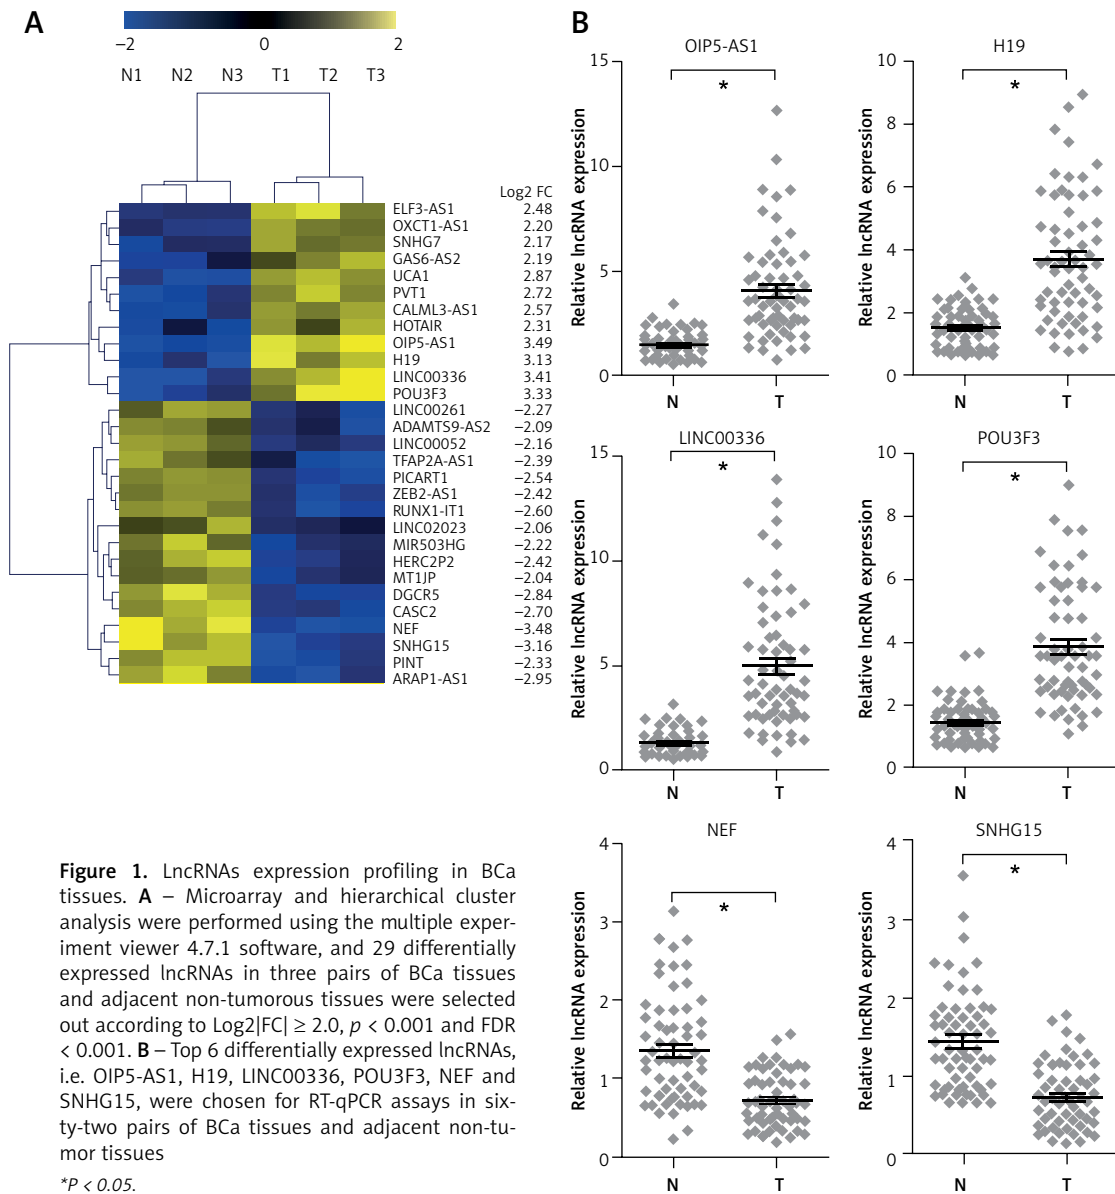 A
−2
0
2
N1
N2
N3
T1
T2
T3
Log2 FC
ELF3-AS1 2.48
OXCT1-AS1 2.20
SNHG7 2.17
GAS6-AS2 2.19
UCA1 2.87
PVT1 2.72
CALML3-AS1 2.57
HOTAIR 2.31
OIP5-AS1 3.49
H19 3.13
LINC00336 3.41
POU3F3 3.33
LINC00261 −2.27
ADAMTS9-AS2 −2.09
LINC00052 −2.16
TFAP2A-AS1 −2.39
PICART1 −2.54
ZEB2-AS1 −2.42
RUNX1-IT1 −2.60
LINC02023 −2.06
MIR503HG −2.22
HERC2P2 −2.42
MT1JP −2.04
DGCR5 −2.84
CASC2 −2.70
NEF −3.48
SNHG15 −3.16
PINT −2.33
ARAP1-AS1 −2.95
B
OIP5-AS1
Relative lncRNA expression
15
10
5
0
*
N
T
H19
Relative lncRNA expression
10
8
6
4
2
0
*
N
T
LINC00336
Relative lncRNA expression
15
10
5
0
*
N
T
POU3F3
Relative lncRNA expression
10
8
6
4
2
0
*
N
T
NEF
Relative lncRNA expression
4
3
2
1
0
*
N
T
SNHG15
Relative lncRNA expression
4
3
2
1
0
*
N
T
Figure 1. LncRNAs expression profiling in BCa
tissues. A – Microarray and hierarchical cluster
analysis were performed using the multiple exper-
iment viewer 4.7.1 software, and 29 differentially
expressed lncRNAs in three pairs of BCa tissues
and adjacent non-tumorous tissues were selected
out according to Log2|FC| ≥ 2.0, p < 0.001 and FDR
< 0.001. B – Top 6 differentially expressed lncRNAs,
i.e. OIP5-AS1, H19, LINC00336, POU3F3, NEF and
SNHG15, were chosen for RT-qPCR assays in six-
ty-two pairs of BCa tissues and adjacent non-tu-
mor tissues
*P < 0.05.